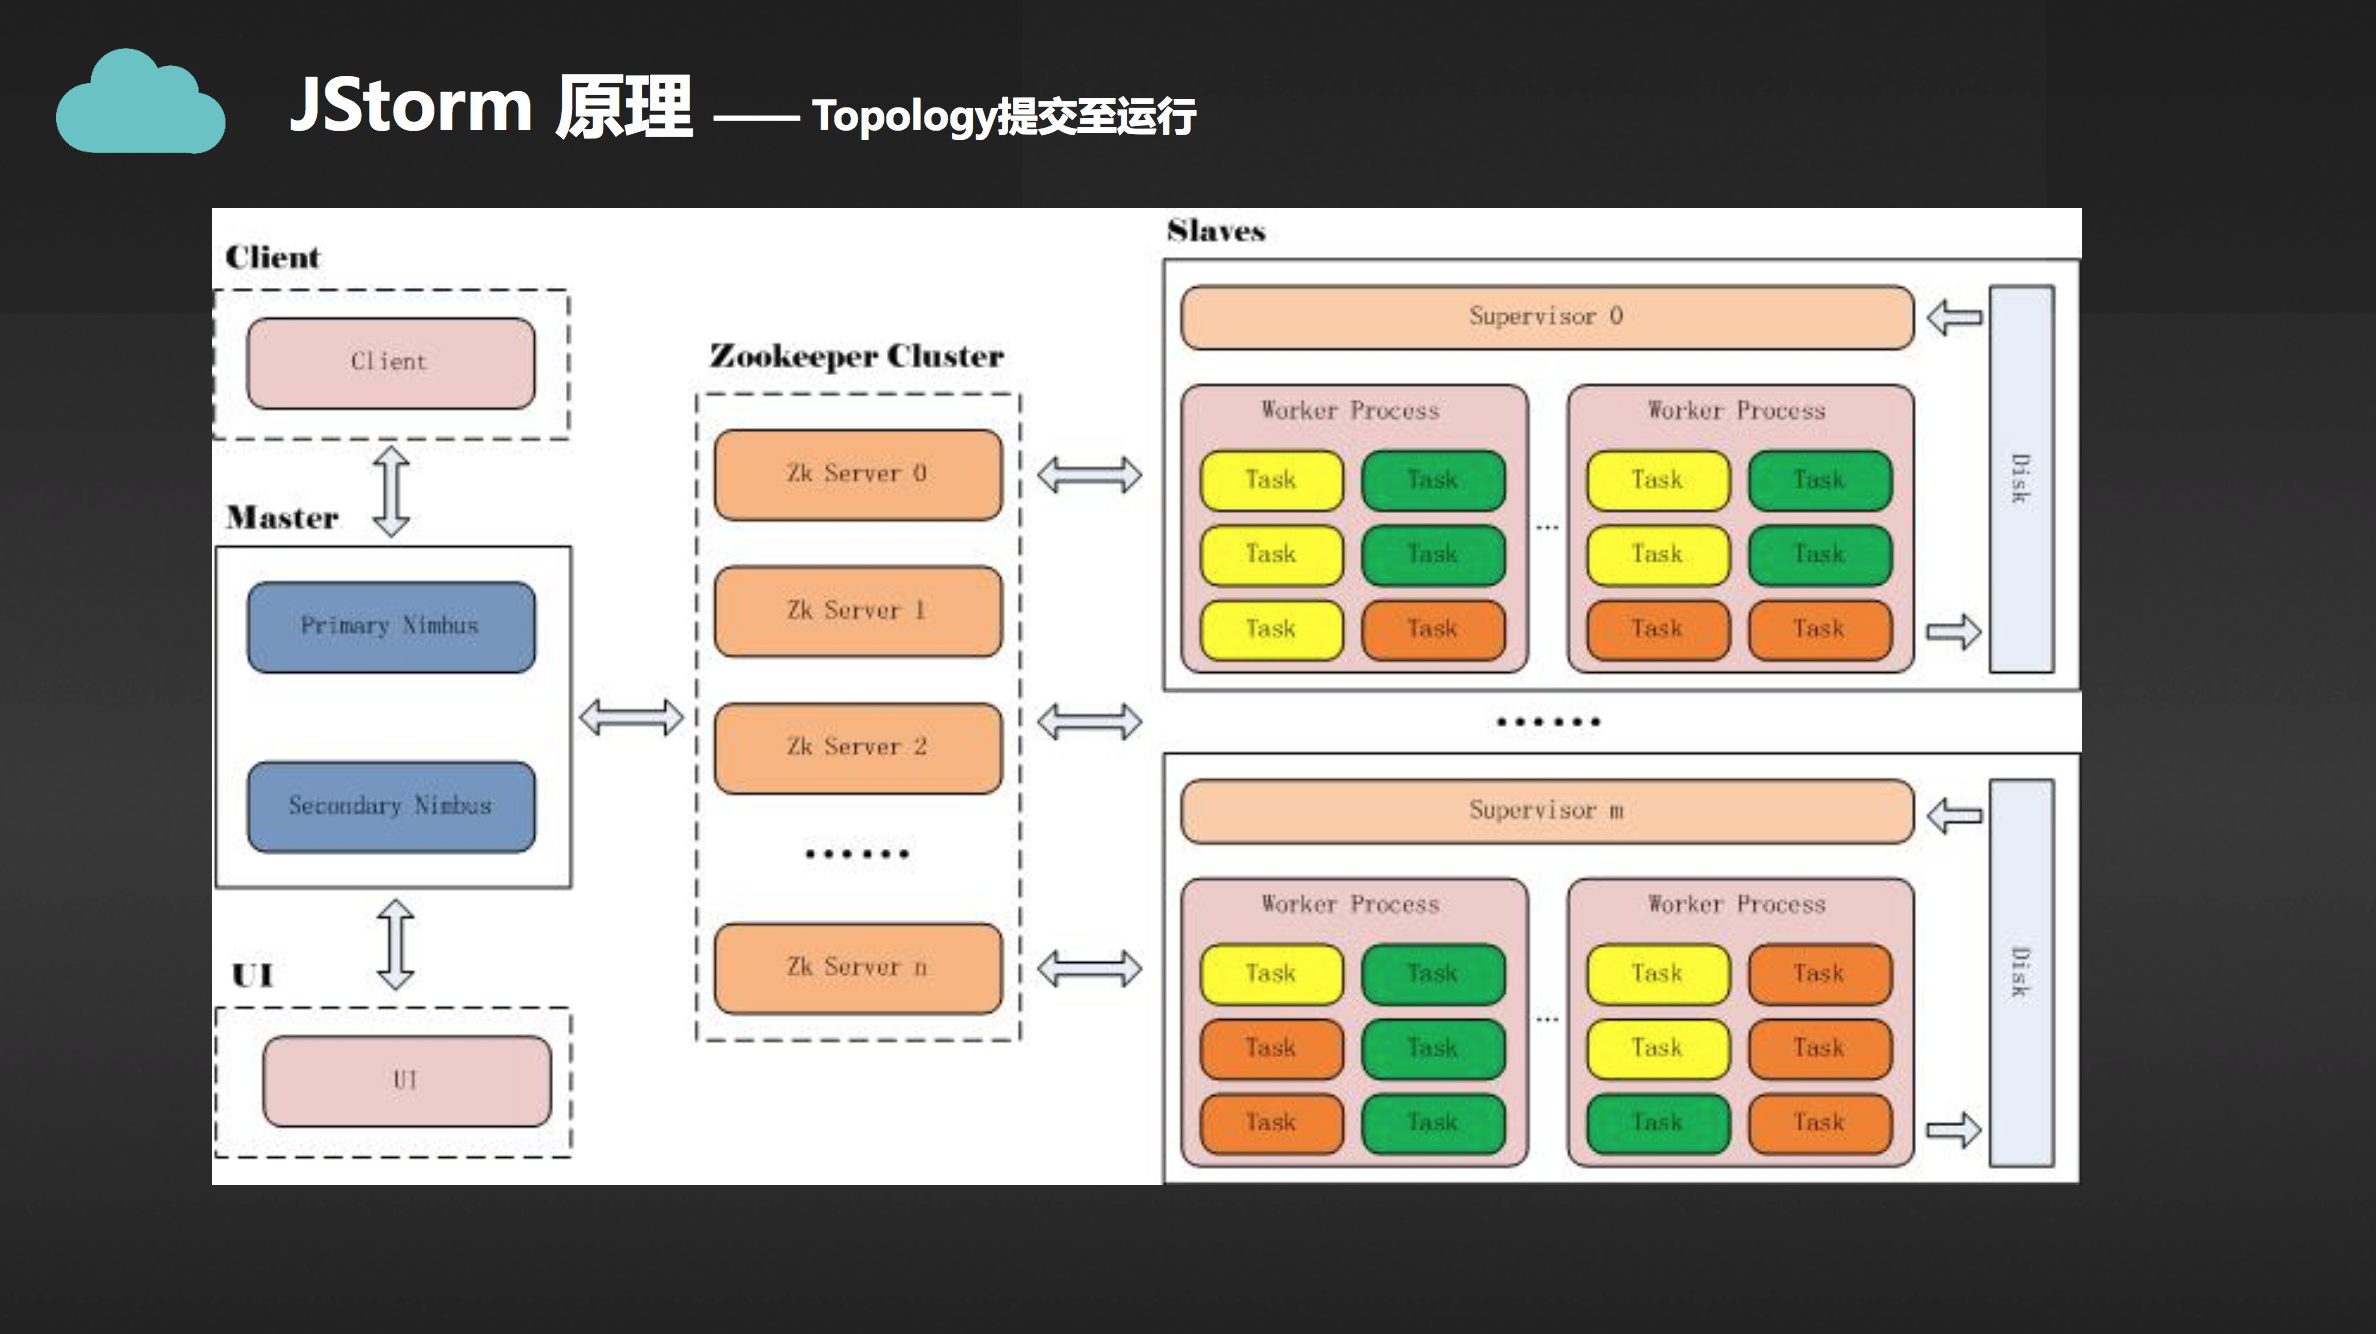 JStorm 原理 —— Topology提交至运行
Client
Client
Master
Primary Nimbus
Secondary Nimbus
UI
UI
Zookeeper Cluster
Zk Server 0
Zk Server 1
Zk Server 2
......
Zk Server n
Slaves
Supervisor 0
Worker Process
Task Task
Task Task
Task Task
...
Worker Process
Task Task
Task Task
Task Task
Disk
......
Supervisor m
Worker Process
Task Task
Task Task
Task Task
...
Worker Process
Task Task
Task Task
Task Task
Disk